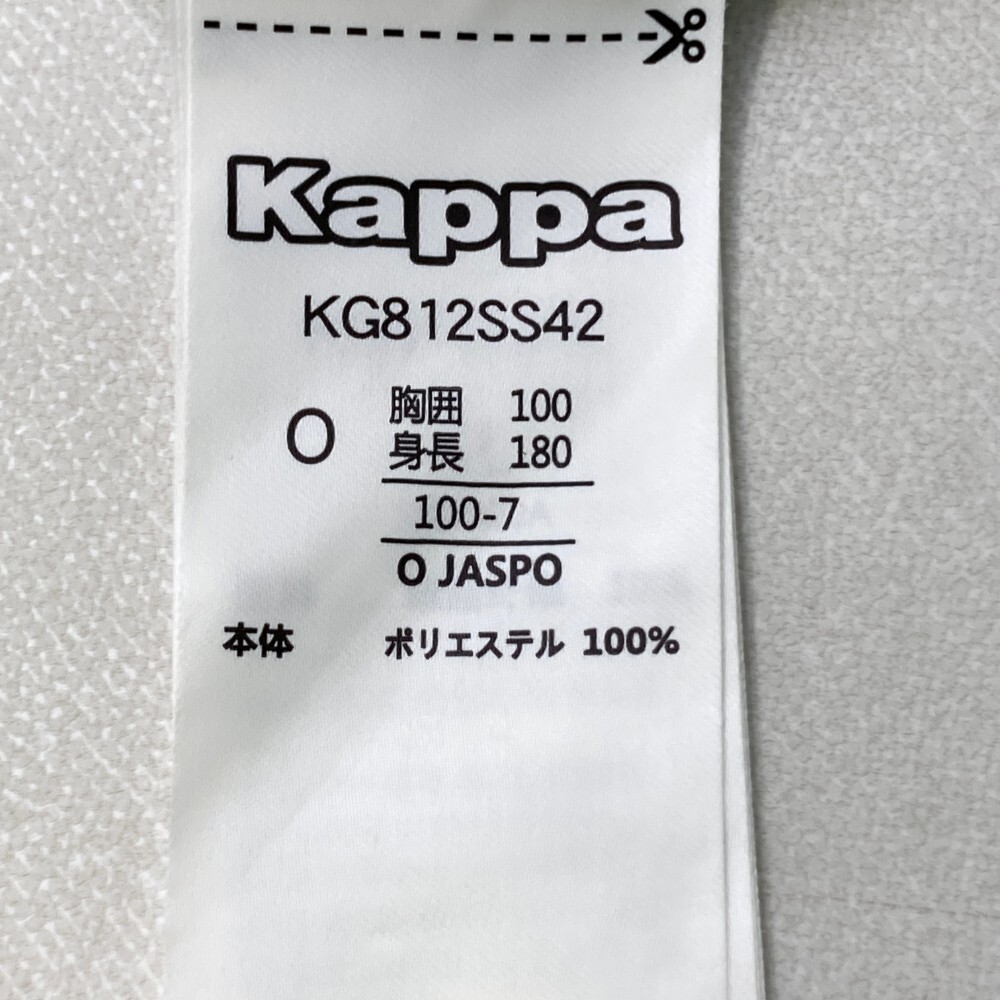 Kappa
KG812SS42
O
胸囲 100
身長 180
100-7
O JASPO
本体 ポリエステル 100%